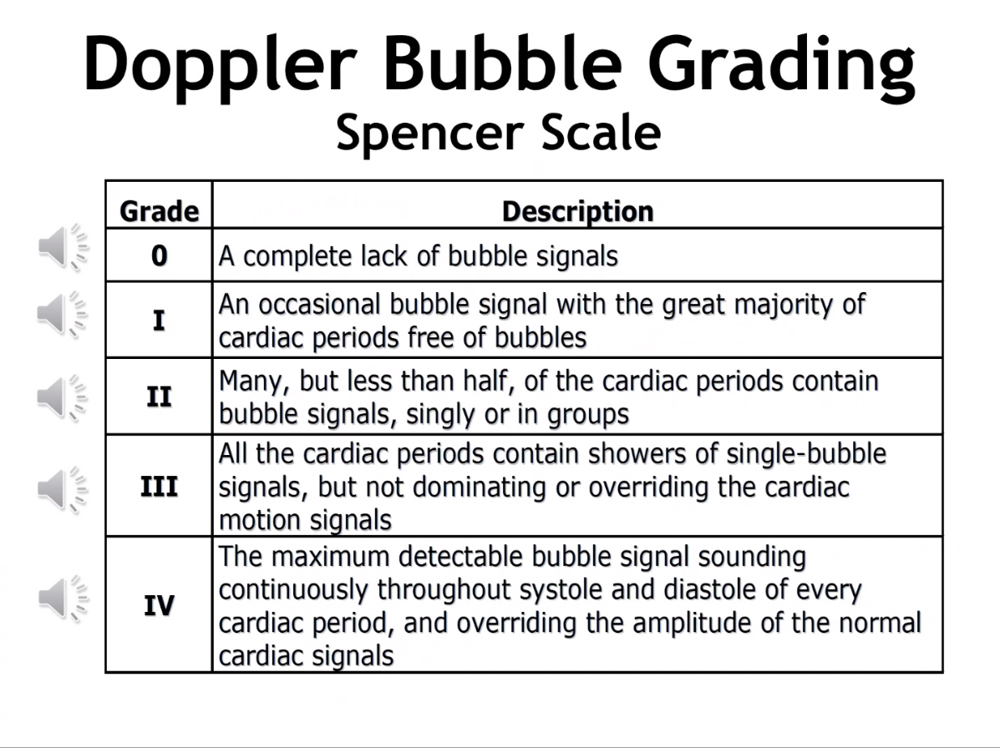 Doppler Bubble Grading
Spencer Scale
Grade Description
0 A complete lack of bubble signals
I An occasional bubble signal with the great majority of
cardiac periods free of bubbles
II Many, but less than half, of the cardiac periods contain
bubble signals, singly or in groups
III All the cardiac periods contain showers of single-bubble
signals, but not dominating or overriding the cardiac
motion signals
IV The maximum detectable bubble signal sounding
continuously throughout systole and diastole of every
cardiac period, and overriding the amplitude of the normal
cardiac signals